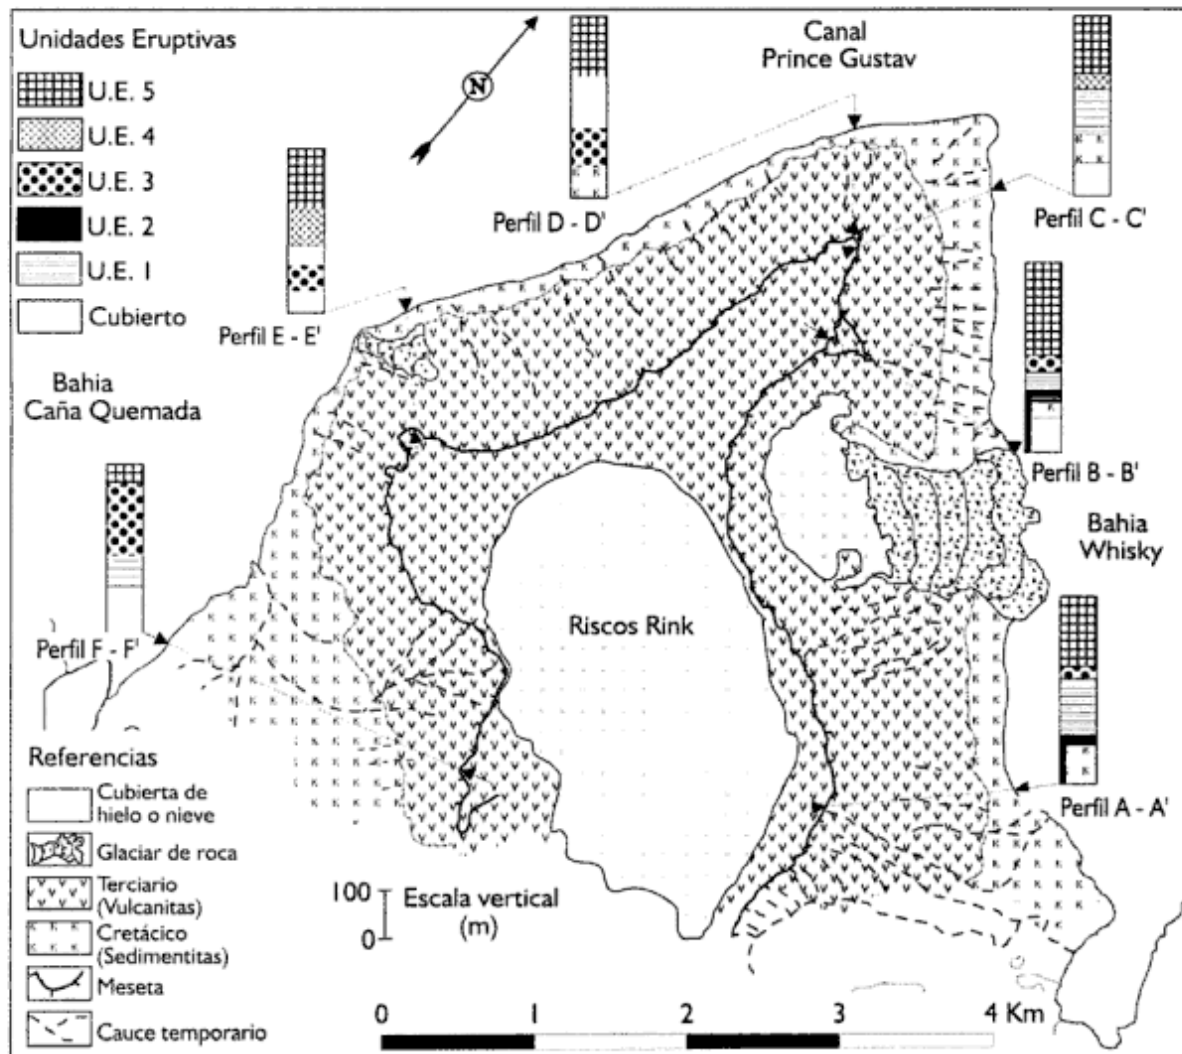 Unidades Eruptivas
U.E. 5
U.E. 4
U.E. 3
U.E. 2
U.E. 1
Cubierto
N
Canal
Prince Gustav
Perfil D - D'
Perfil C - C'
Perfil E - E'
Bahia
Caña Quemada
Perfil B - B'
Bahia
Whisky
Perfil F - F'
Riscos Rink
Perfil A - A'
Referencias
Cubierta de
hielo o nieve
Glaciar de roca
Terciario
(Vulcanitas)
Cretácico
(Sedimentitas)
Meseta
Cauce temporario
100
0
Escala vertical
(m)
0 1 2 3 4 Km